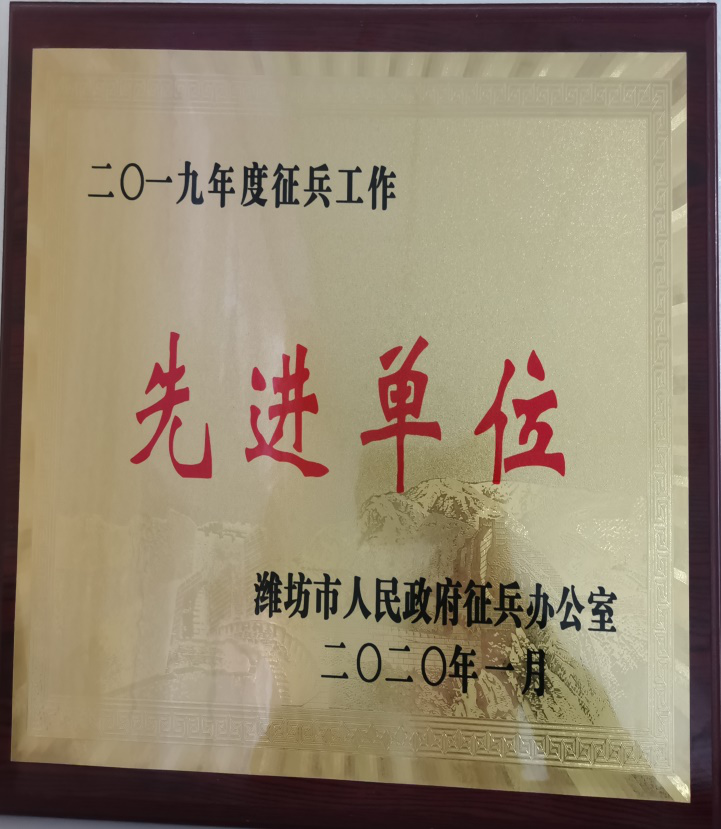 二〇一九年度征兵工作
先进单位
潍坊市人民政府征兵办公室
二〇二〇年一月